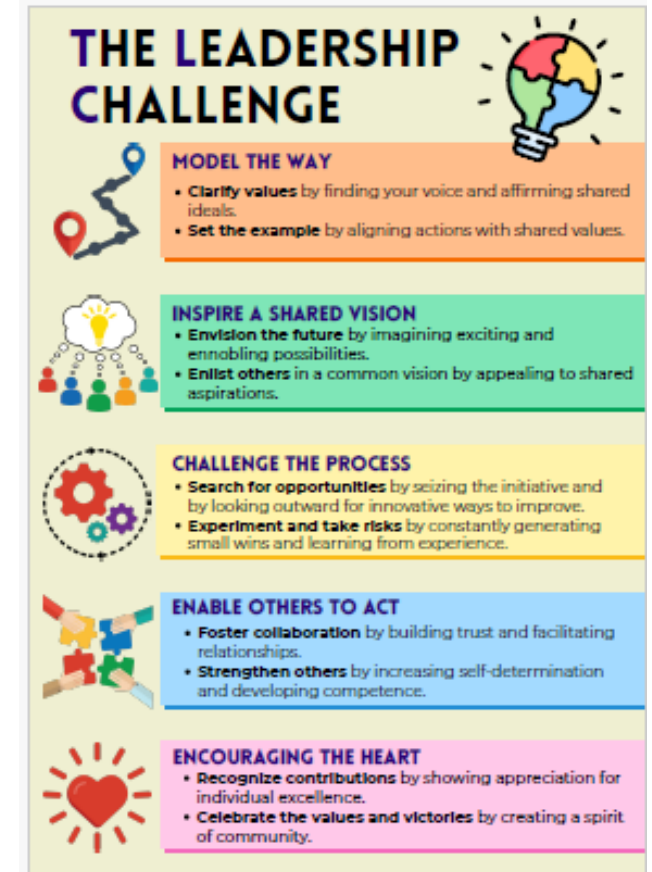 THE LEADERSHIP
CHALLENGE
MODEL THE WAY
• Clarify values by finding your voice and affirming shared
ideals.
• Set the example by aligning actions with shared values.
INSPIRE A SHARED VISION
• Envision the future by imagining exciting and
ennobling possibilities.
• Enlist others in a common vision by appealing to shared
aspirations.
CHALLENGE THE PROCESS
• Search for opportunities by seizing the initiative and
by looking outward for innovative ways to improve.
• Experiment and take risks by constantly generating
small wins and learning from experience.
ENABLE OTHERS TO ACT
• Foster collaboration by building trust and facilitating
relationships.
• Strengthen others by increasing self-determination
and developing competence.
ENCOURAGING THE HEART
• Recognize contributions by showing appreciation for
individual excellence.
• Celebrate the values and victories by creating a spirit
of community.